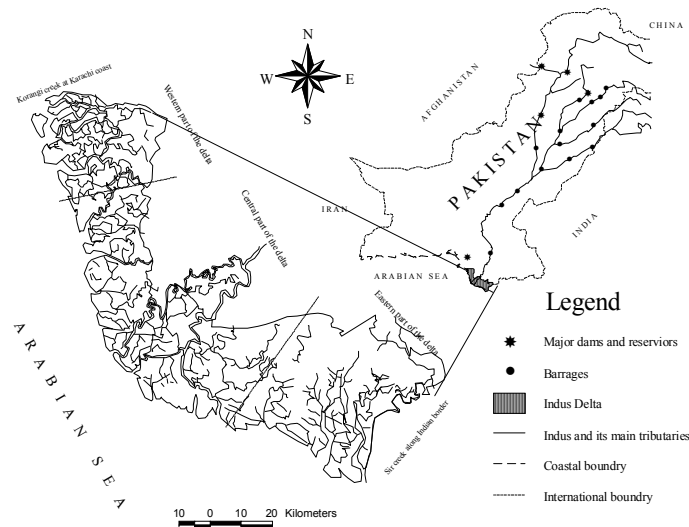 CHINA
N
W E
S
Korangi creek at Karachi coast
Western part of the delta
AFGHANISTAN
PAKISTAN
IRAN
INDIA
Central part of the delta
ARABIAN SEA
Eastern part of the delta
Legend
Major dams and reserviors
Barrages
Indus Delta
Indus and its main tributaries
Coastal boundry
International boundry
ARABIAN SEA
Sir creek along Indian border
10 0 10 20 Kilometers